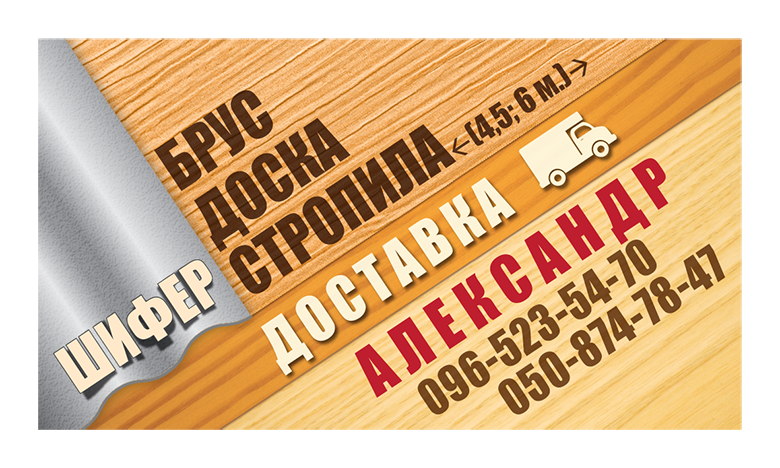 БРУС
ДОСКА
СТРОПИЛА ←(4,5; 6 м.)→
ШИФЕР
ДОСТАВКА
АЛЕКСАНДР
096-523-54-70
050-874-78-47